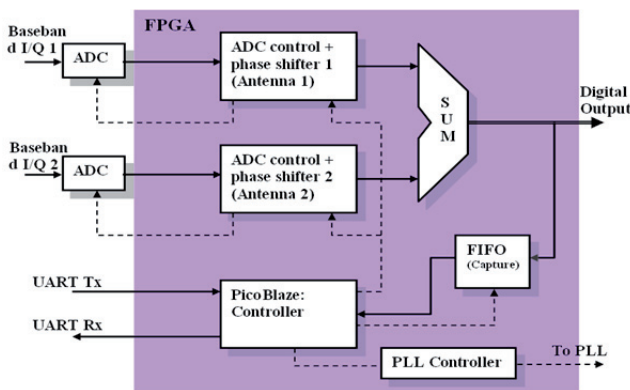 FPGA
Baseban
d I/Q 1
ADC
ADC control +
phase shifter 1
(Antenna 1)
S
U
M
Digital
Output
Baseban
d I/Q 2
ADC
ADC control +
phase shifter 2
(Antenna 2)
FIFO
(Capture)
UART Tx
PicoBlaze:
Controller
UART Rx
PLL Controller
To PLL